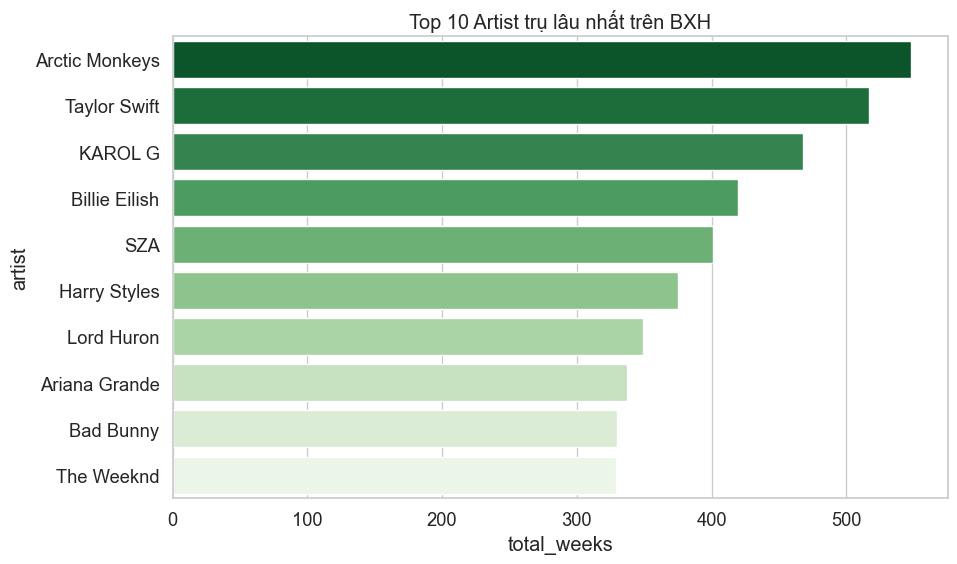 Top 10 Artist trụ lâu nhất trên BXH
artist
Arctic Monkeys
Taylor Swift
KAROL G
Billie Eilish
SZA
Harry Styles
Lord Huron
Ariana Grande
Bad Bunny
The Weeknd
0 100 200 300 400 500
total_weeks